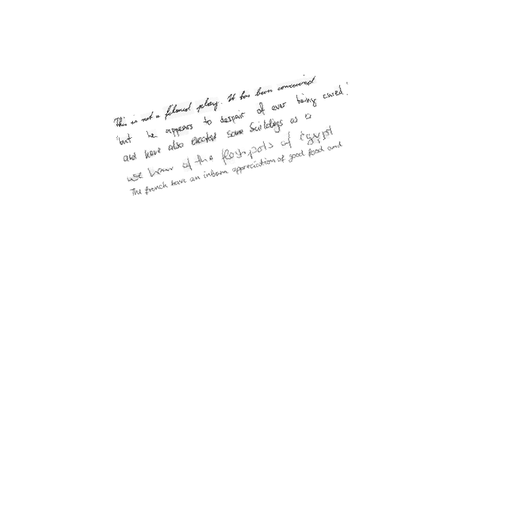 This is not a filmed play. It has been conceived
but he appears to despair of ever being cured.
and have also erected some buildings as a
we hear of the fleshpots of Egypt
The french have an inborn appreciation of good food and